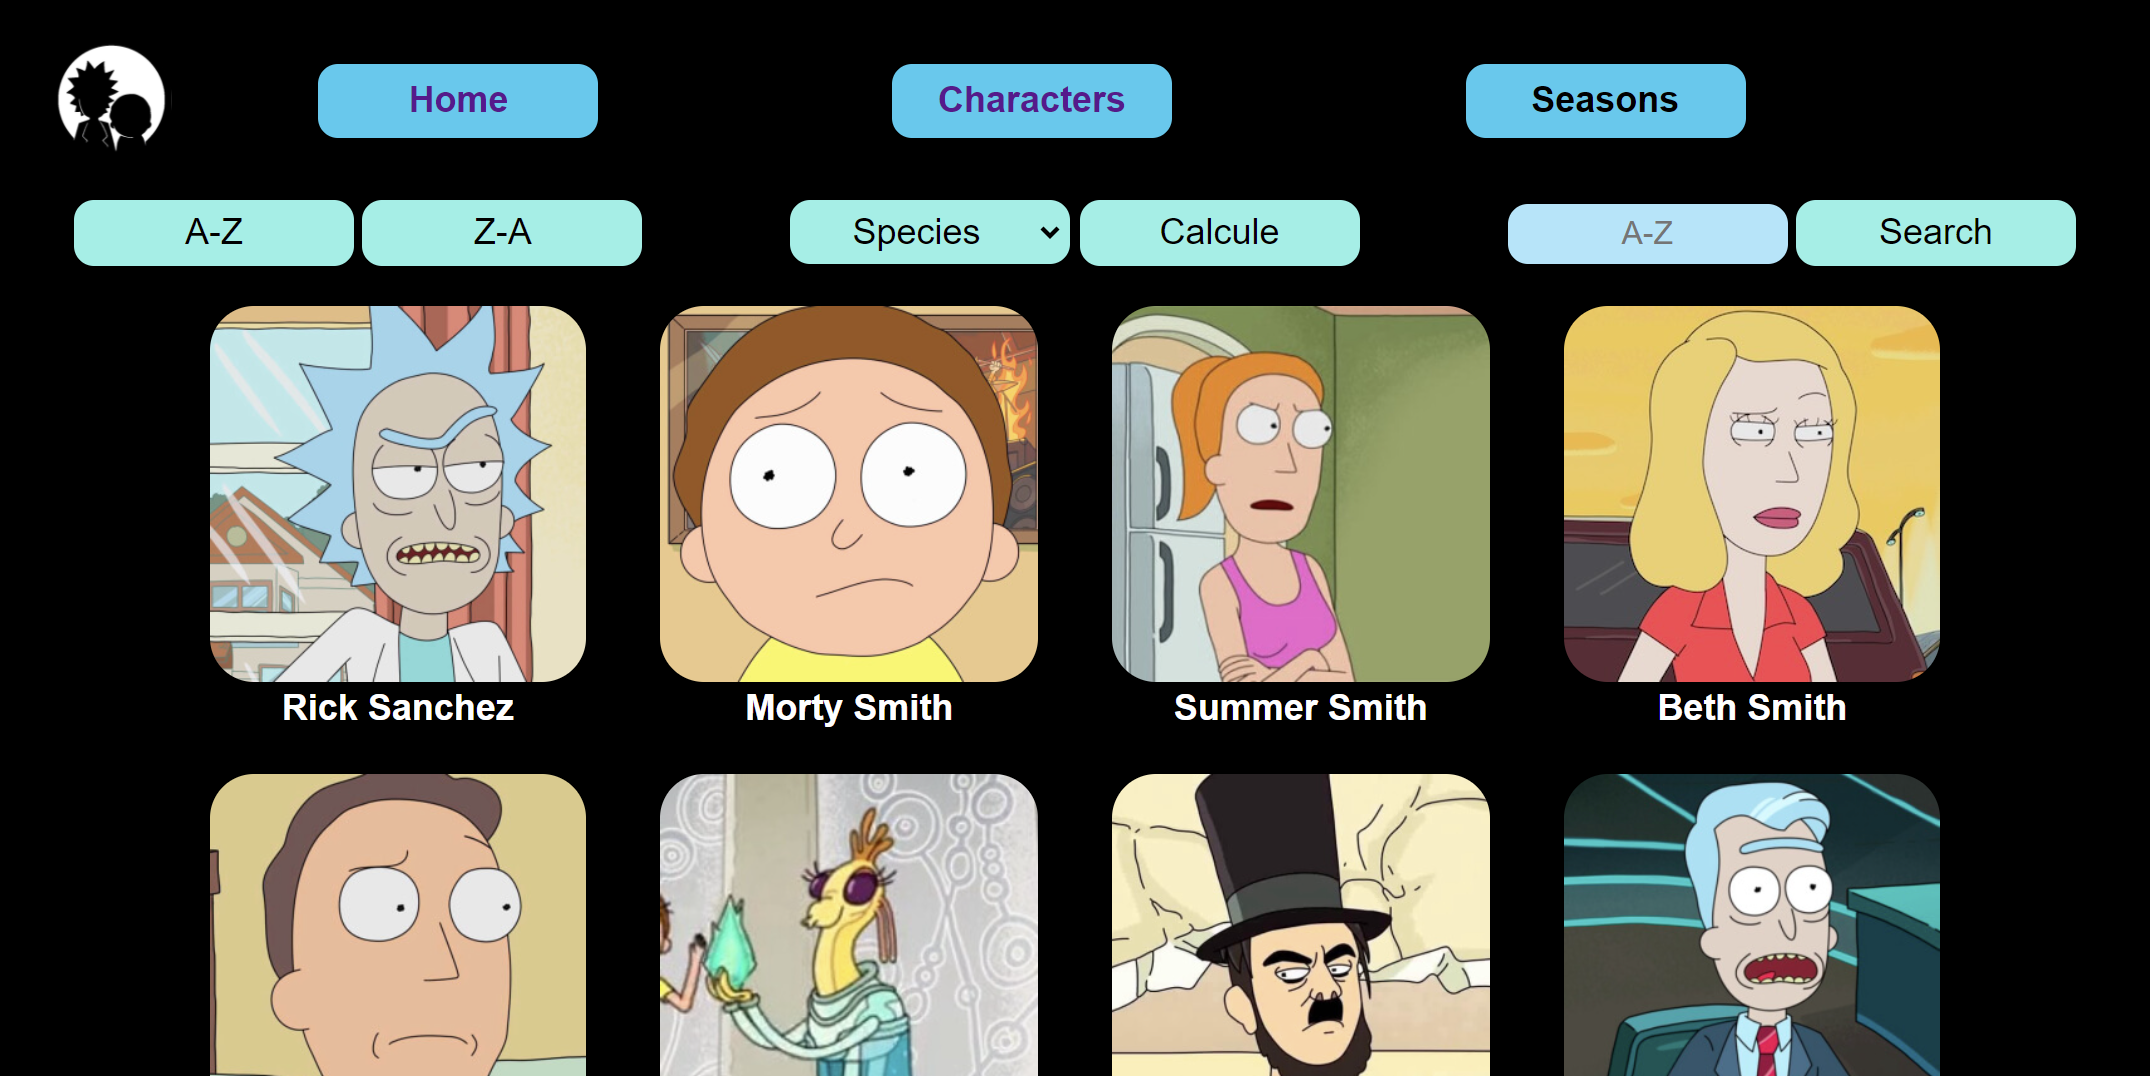 Home
Characters
Seasons
A-Z
Z-A
Species
Calcule
A-Z
Search
Rick Sanchez
Morty Smith
Summer Smith
Beth Smith